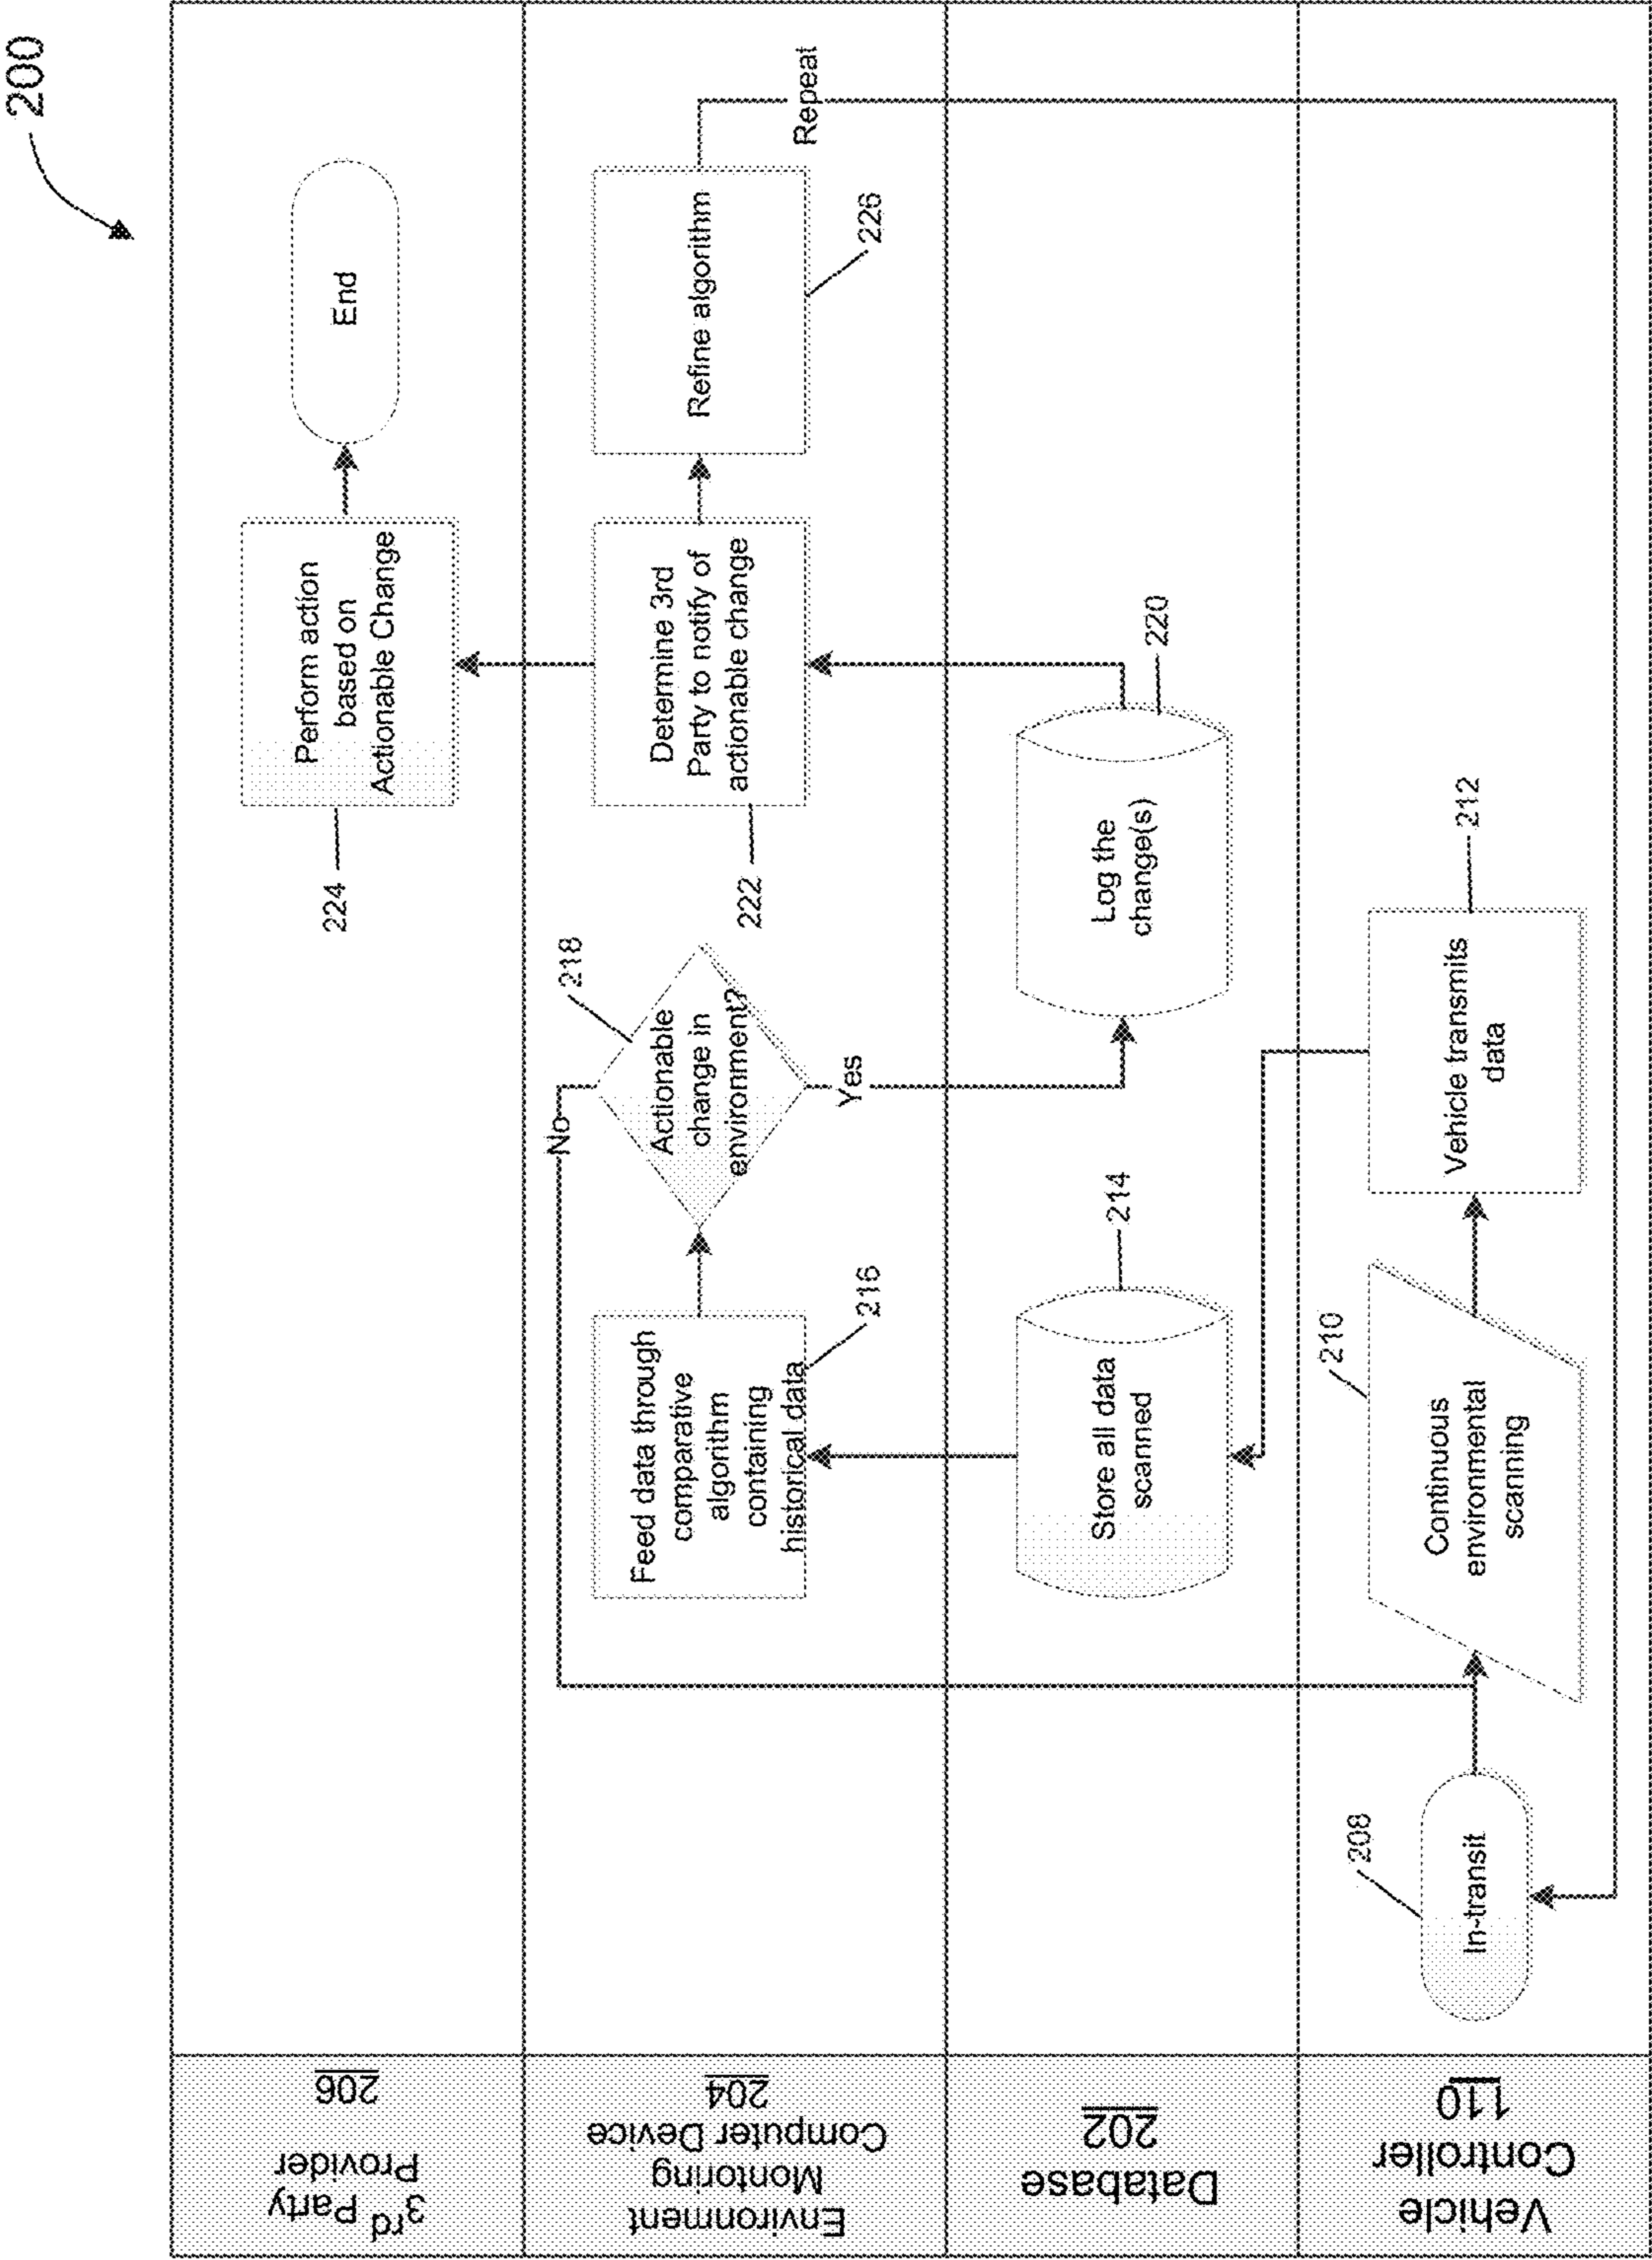 200
3rd Party
Provider
206
Perform action
based on
Actionable Change
224
End
Environment
Monitoring
Computer Device
204
Feed data through
comparative
algorithm
containing
historical data
216
Actionable
change in
environment?
218
No
Yes
Determine 3rd
Party to notify of
actionable change
222
Refine algorithm
226
Repeat
Database
202
Store all data
scanned
214
Log the
change(s)
220
Vehicle
Controller
110
In-transit
208
Continuous
environmental
scanning
210
Vehicle transmits
data
212